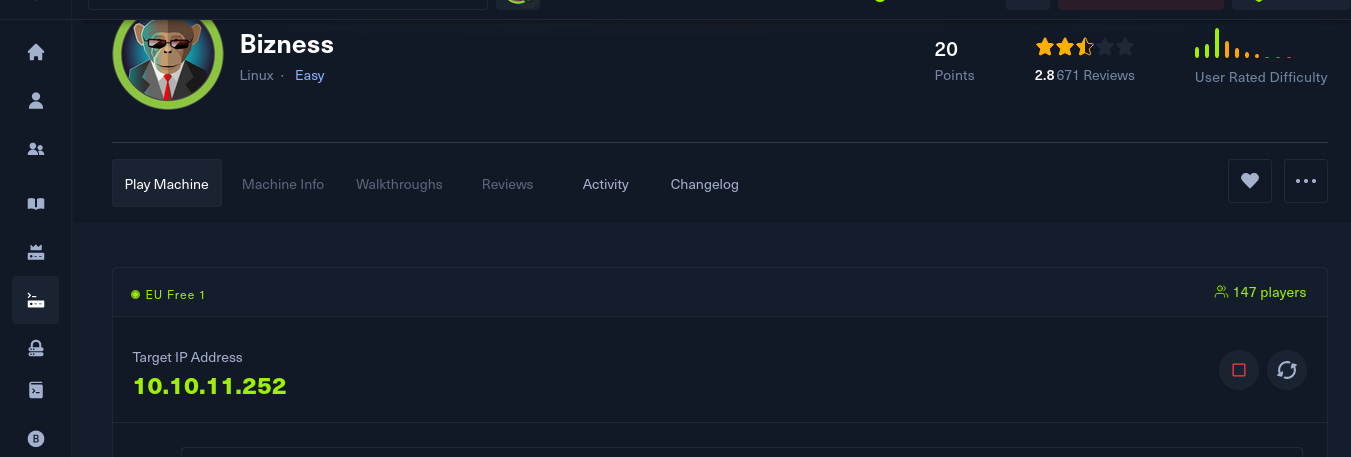 Bizness
Linux · Easy
20
Points
2.8 671 Reviews
User Rated Difficulty
Play Machine
Machine Info
Walkthroughs
Reviews
Activity
Changelog
EU Free 1
147 players
Target IP Address
10.10.11.252
B